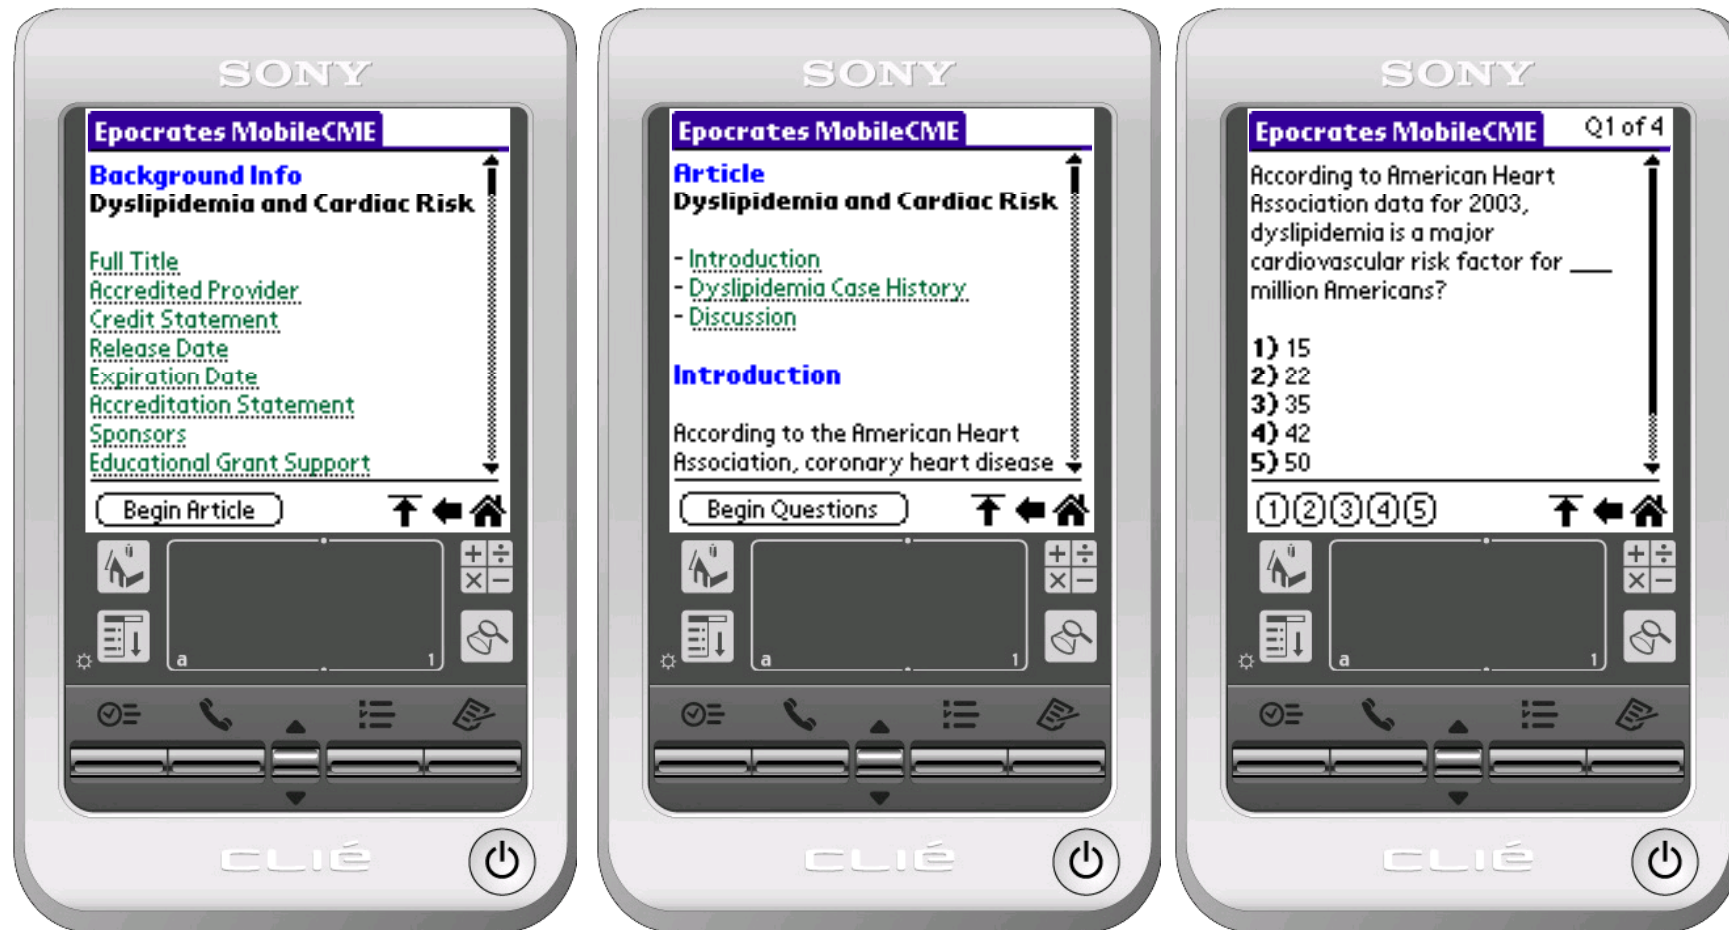 SONY
Epocrates MobileCME
Background Info
Dyslipidemia and Cardiac Risk
Full Title
Accredited Provider
Credit Statement
Release Date
Expiration Date
Accreditation Statement
Sponsors
Educational Grant Support
Begin Article
a
1
CLIÉ
SONY
Epocrates MobileCME
Article
Dyslipidemia and Cardiac Risk
- Introduction
- Dyslipidemia Case History
- Discussion
Introduction
According to the American Heart
Association, coronary heart disease
Begin Questions
a
1
CLIÉ
SONY
Epocrates MobileCME Q1 of 4
According to American Heart
Association data for 2003,
dyslipidemia is a major
cardiovascular risk factor for ___
million Americans?
1) 15
2) 22
3) 35
4) 42
5) 50
1 2 3 4 5
a
1
CLIÉ